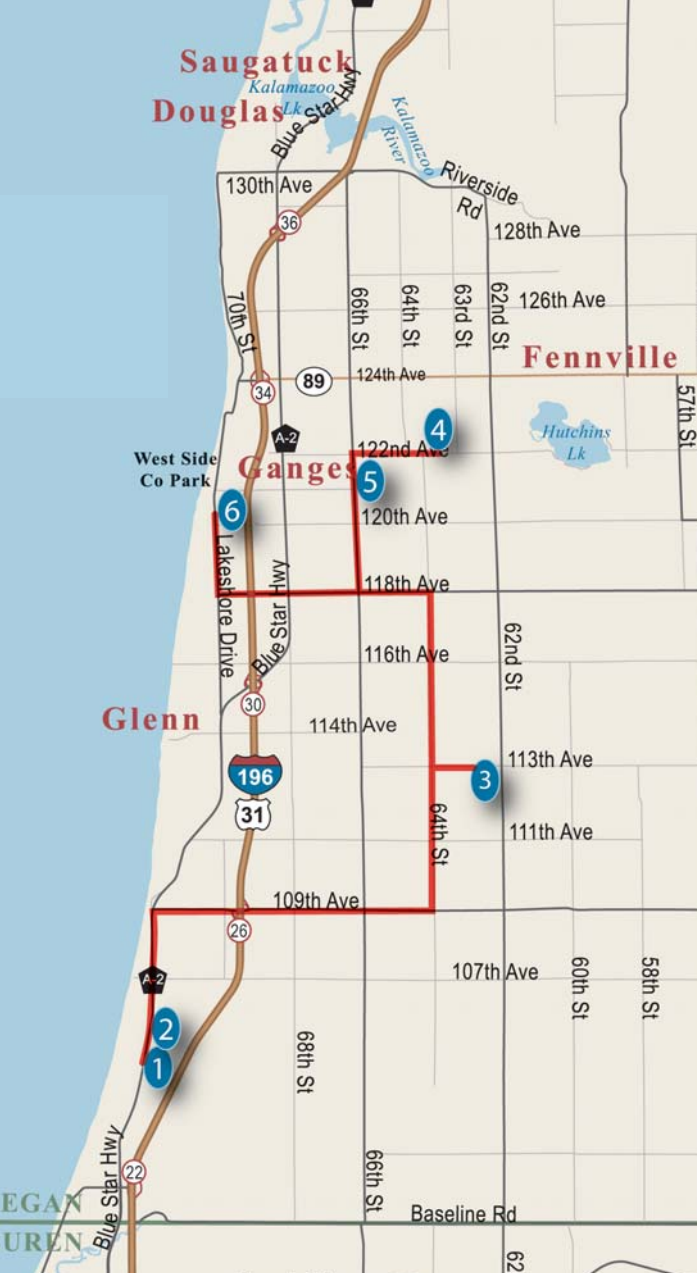 Saugatuck
Kalamazoo
Lk
Douglas
Blue Star Hwy
Kalamazoo
River
130th Ave
Riverside
Rd
36
128th Ave
70th St
66th St
64th St
63rd St
62nd St
126th Ave
Fennville
124th Ave
89
34
57th St
A-2
4
122nd Ave
Hutchins
Lk
West Side
Co Park
Ganges
5
6
120th Ave
Lakeshore Drive
Blue Star Hwy
118th Ave
62nd St
116th Ave
30
Glenn
114th Ave
113th Ave
196
3
31
64th St
111th Ave
109th Ave
26
A-2
107th Ave
60th St
58th St
2
1
68th St
Blue Star Hwy
22
66th St
EGAN
Baseline Rd
UREN
62